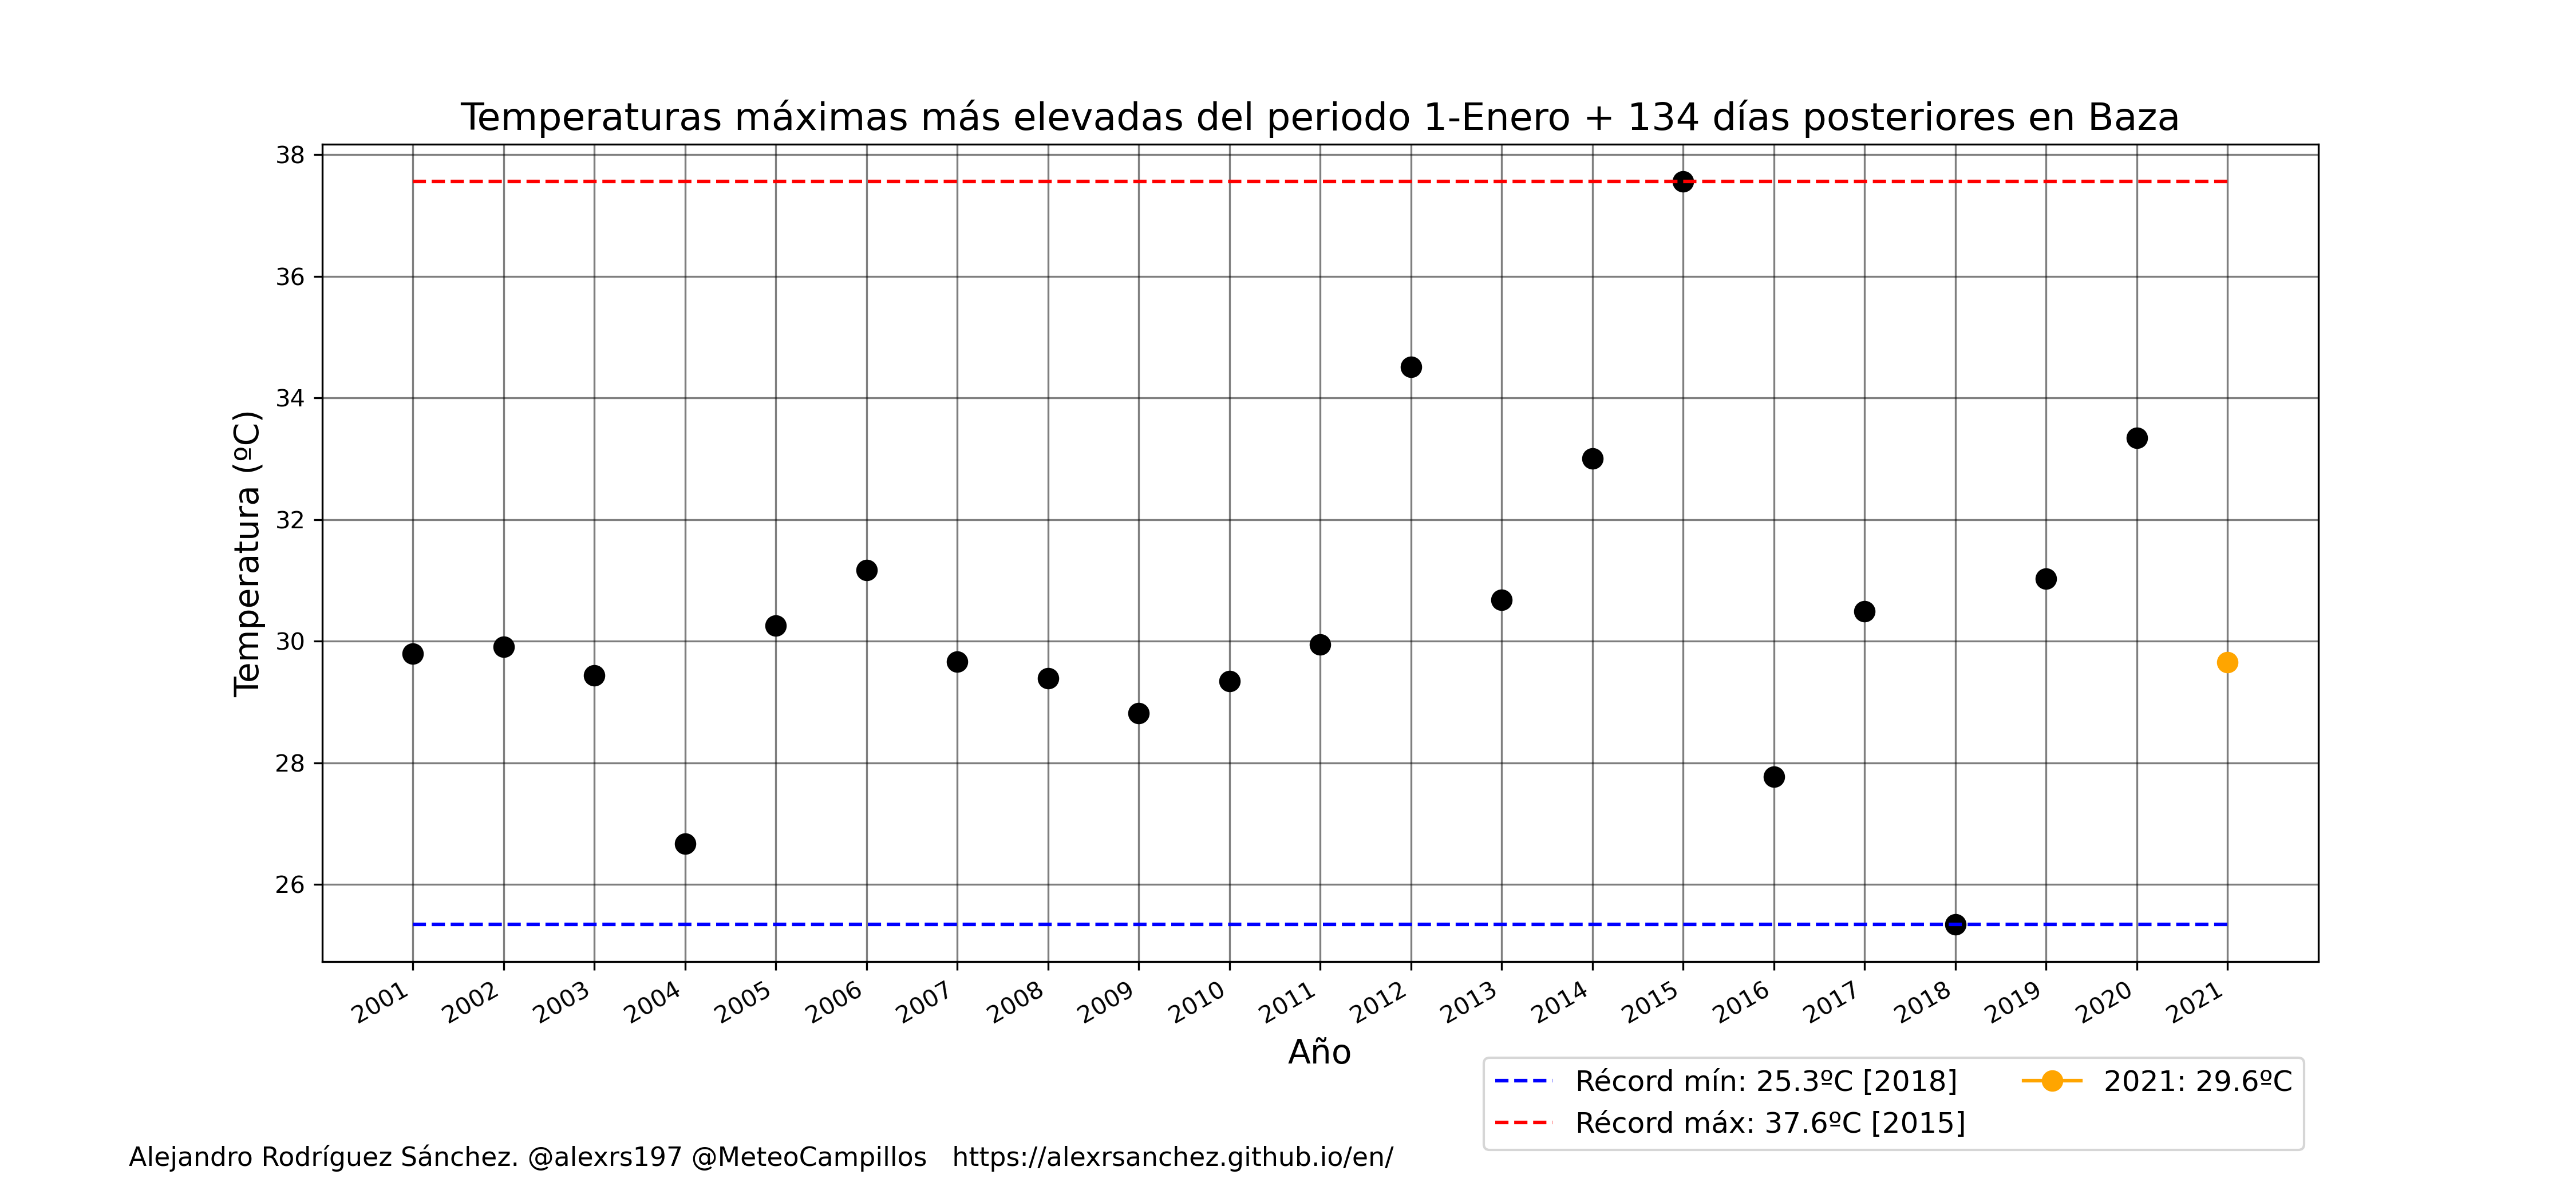 Temperaturas máximas más elevadas del periodo 1-Enero + 134 días posteriores en Baza
Temperatura (ºC)
38
36
34
32
30
28
26
2001 2002 2003 2004 2005 2006 2007 2008 2009 2010 2011 2012 2013 2014 2015 2016 2017 2018 2019 2020 2021
Año
Récord mín: 25.3ºC [2018]
Récord máx: 37.6ºC [2015]
2021: 29.6ºC
Alejandro Rodríguez Sánchez. @alexrs197 @MeteoCampillos https://alexrsanchez.github.io/en/